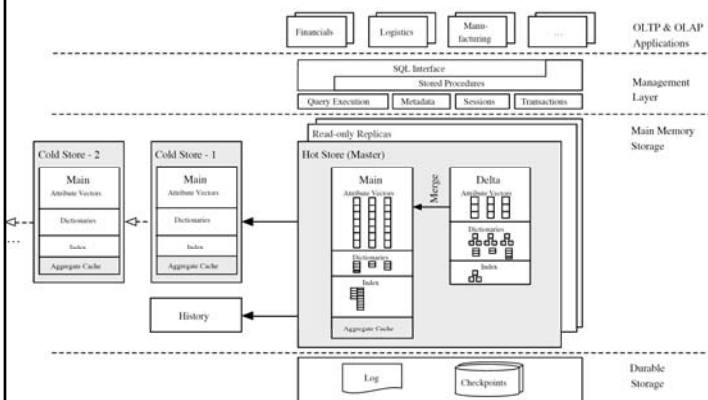 Financials
Logistics
Manu-
facturing
. . .
OLTP & OLAP
Applications
SQL Interface
Stored Procedures
Query Execution
Metadata
Sessions
Transactions
Management
Layer
Read-only Replicas
Main Memory
Storage
Cold Store - 2
Main
Attribute Vectors
Dictionaries
Index
Aggregate Cache
...
Cold Store - 1
Main
Attribute Vectors
Dictionaries
Index
Aggregate Cache
Hot Store (Master)
Main
Attribute Vectors
Dictionaries
Index
Aggregate Cache
Merge
Delta
Attribute Vectors
Dictionaries
Index
History
Log
Checkpoints
Durable
Storage